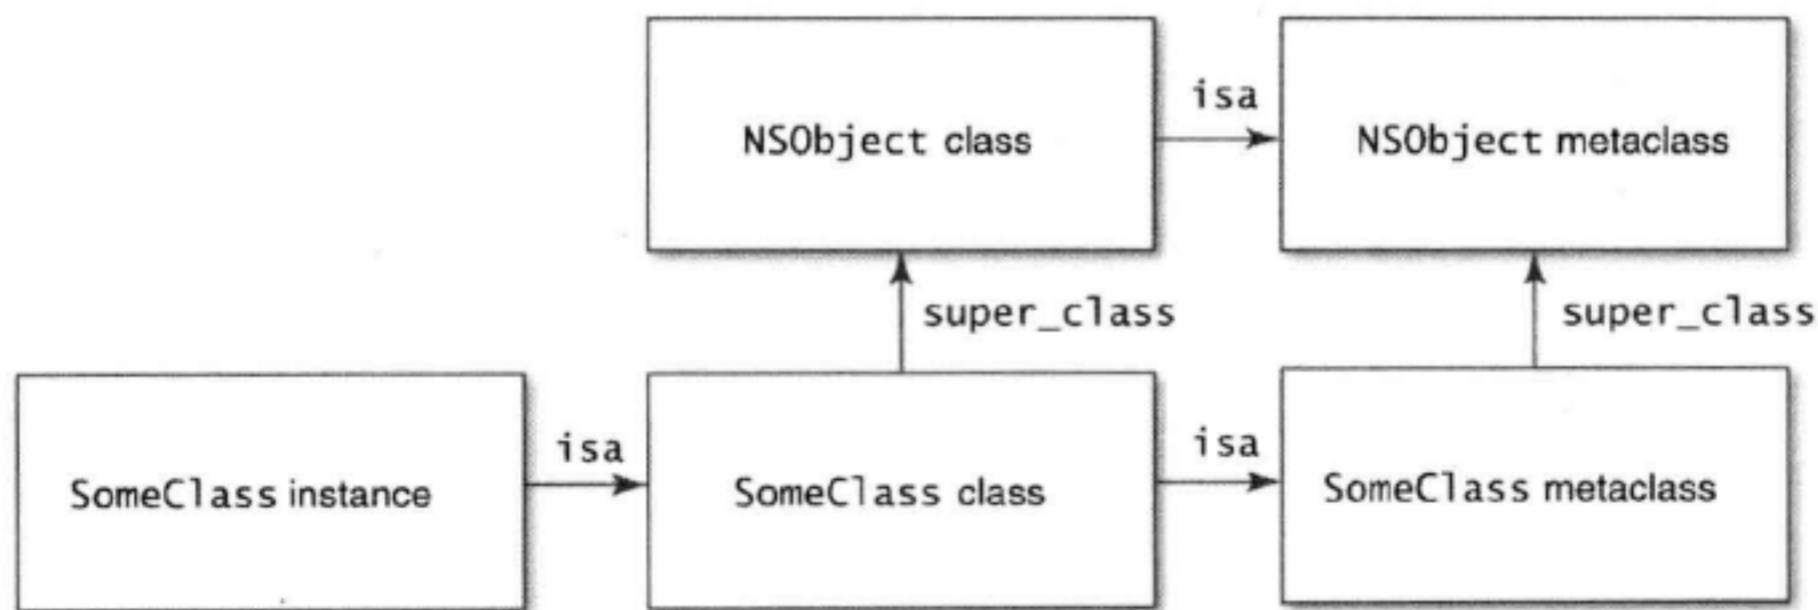 NSObject class
isa
NSObject metaclass
super_class
super_class
SomeClass instance
isa
SomeClass class
isa
SomeClass metaclass